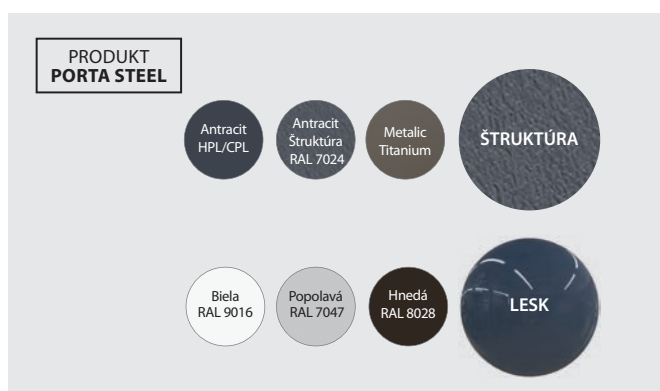 PRODUKT
PORTA STEEL
Antracit
HPL/CPL
Antracit
Štruktúra
RAL 7024
Metalic
Titanium
ŠTRUKTÚRA
Biela
RAL 9016
Popolavá
RAL 7047
Hnedá
RAL 8028
LESK